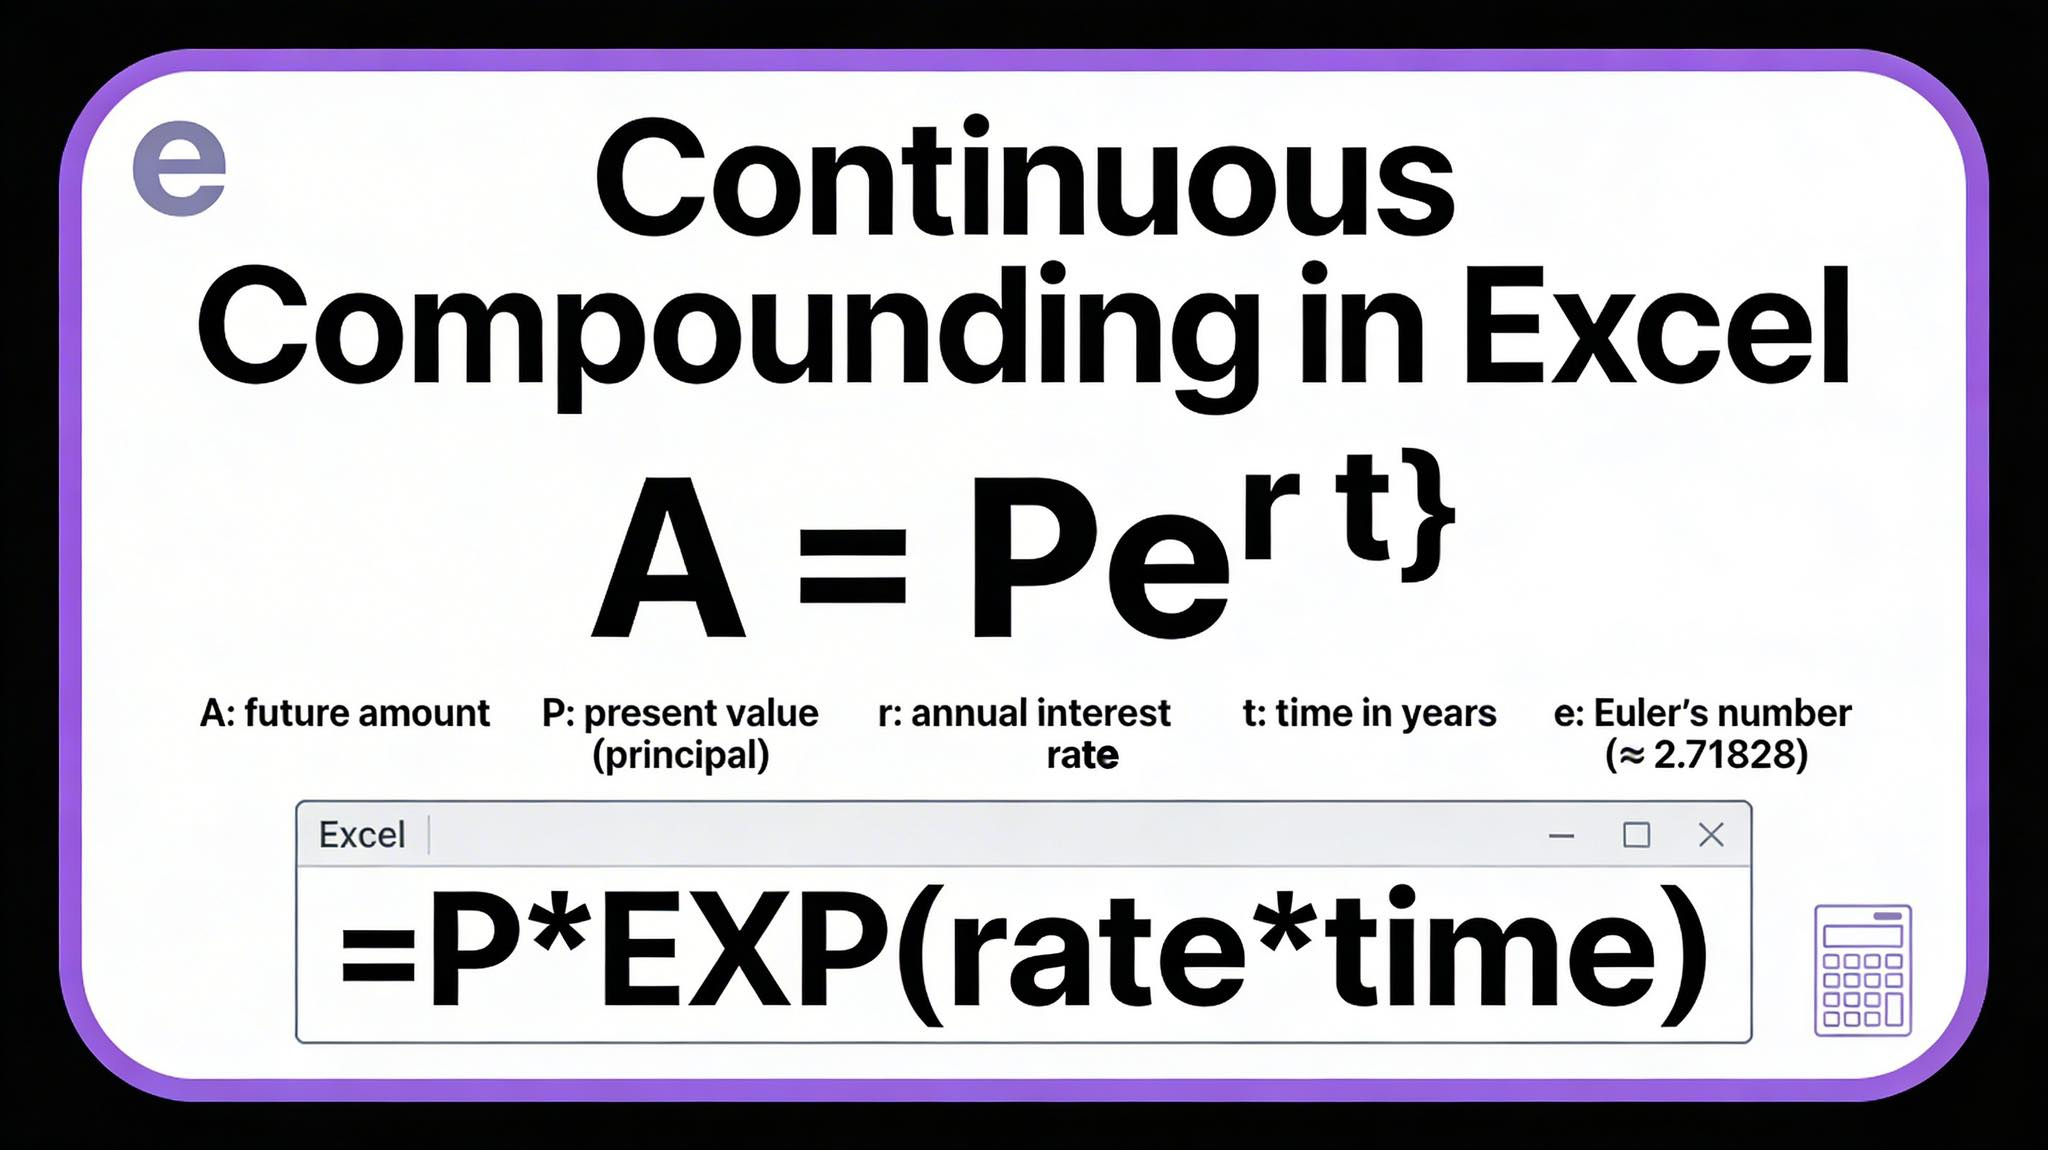 e
Continuous
Compounding in Excel
A = Pe^{r t}}
A: future amount
P: present value
(principal)
r: annual interest
rate
t: time in years
e: Euler’s number
(≈ 2.71828)
Excel
=P*EXP(rate*time)